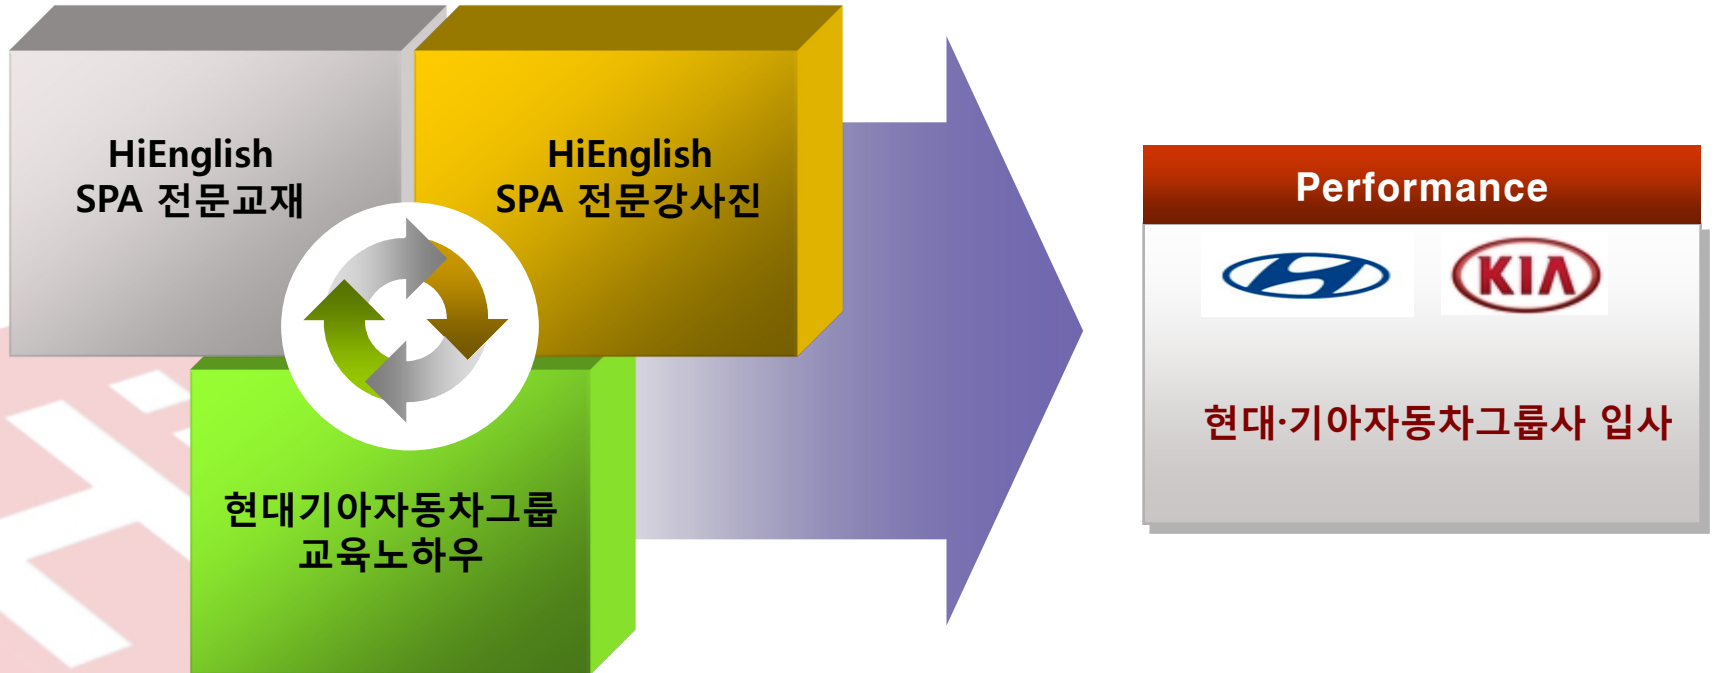 HiEnglish
SPA 전문교재
HiEnglish
SPA 전문강사진
현대기아자동차그룹
교육노하우
Performance
KIA
현대·기아자동차그룹사 입사